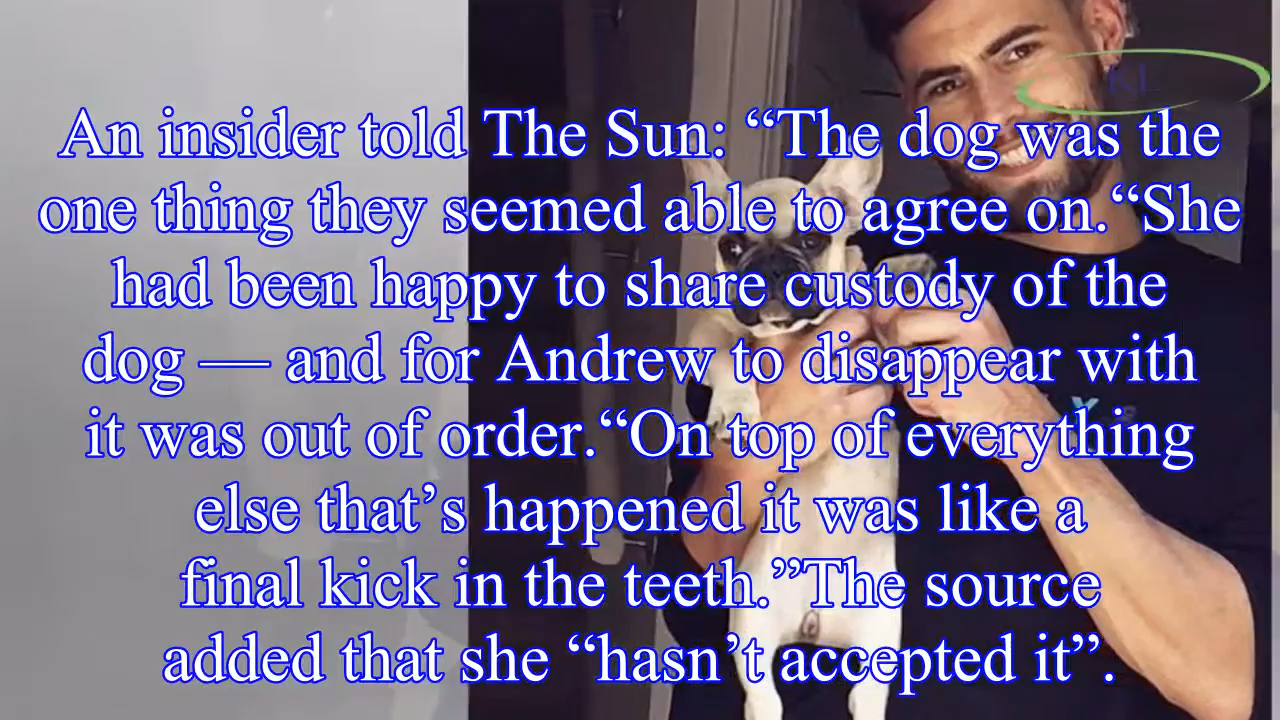 KL
An insider told The Sun: “The dog was the
one thing they seemed able to agree on.“She
had been happy to share custody of the
dog — and for Andrew to disappear with
it was out of order.“On top of everything
else that’s happened it was like a
final kick in the teeth.”The source
added that she “hasn’t accepted it”.